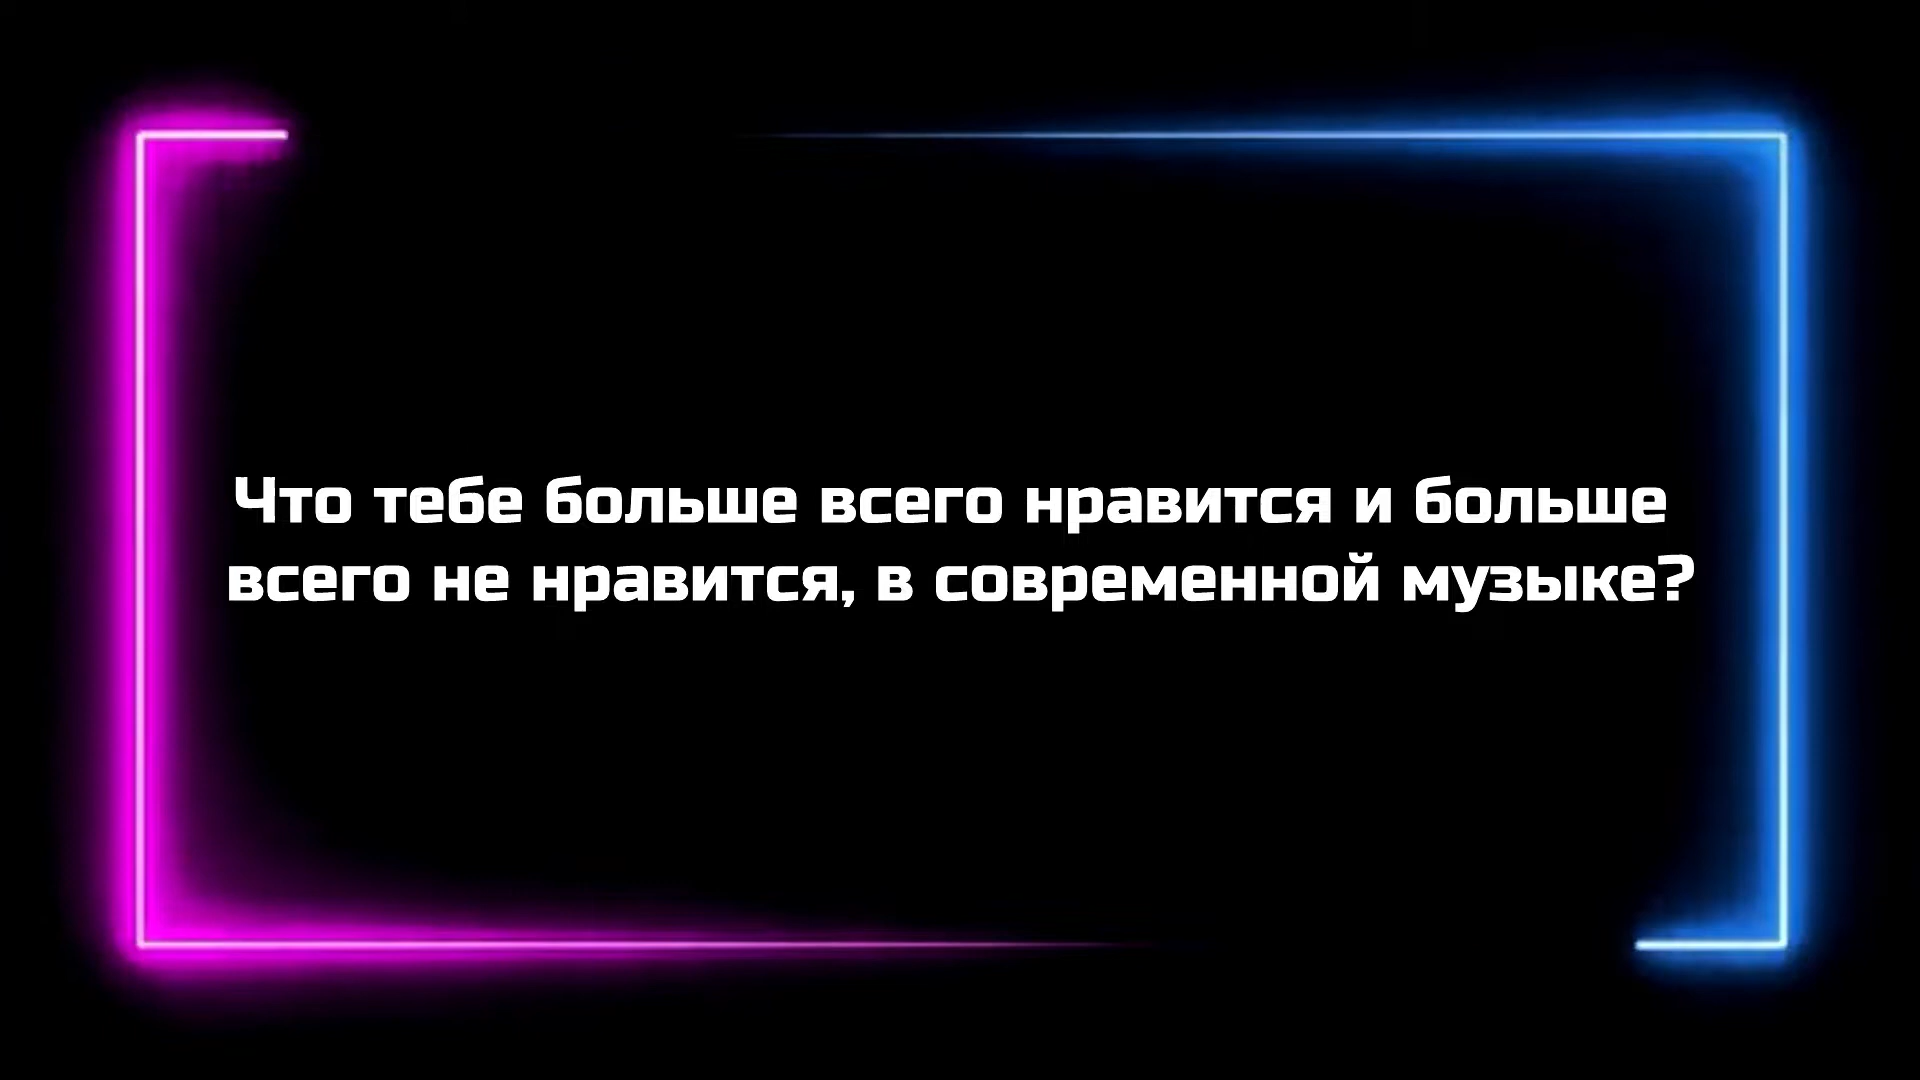 Что тебе больше всего нравится и больше
всего не нравится, в современной музыке?